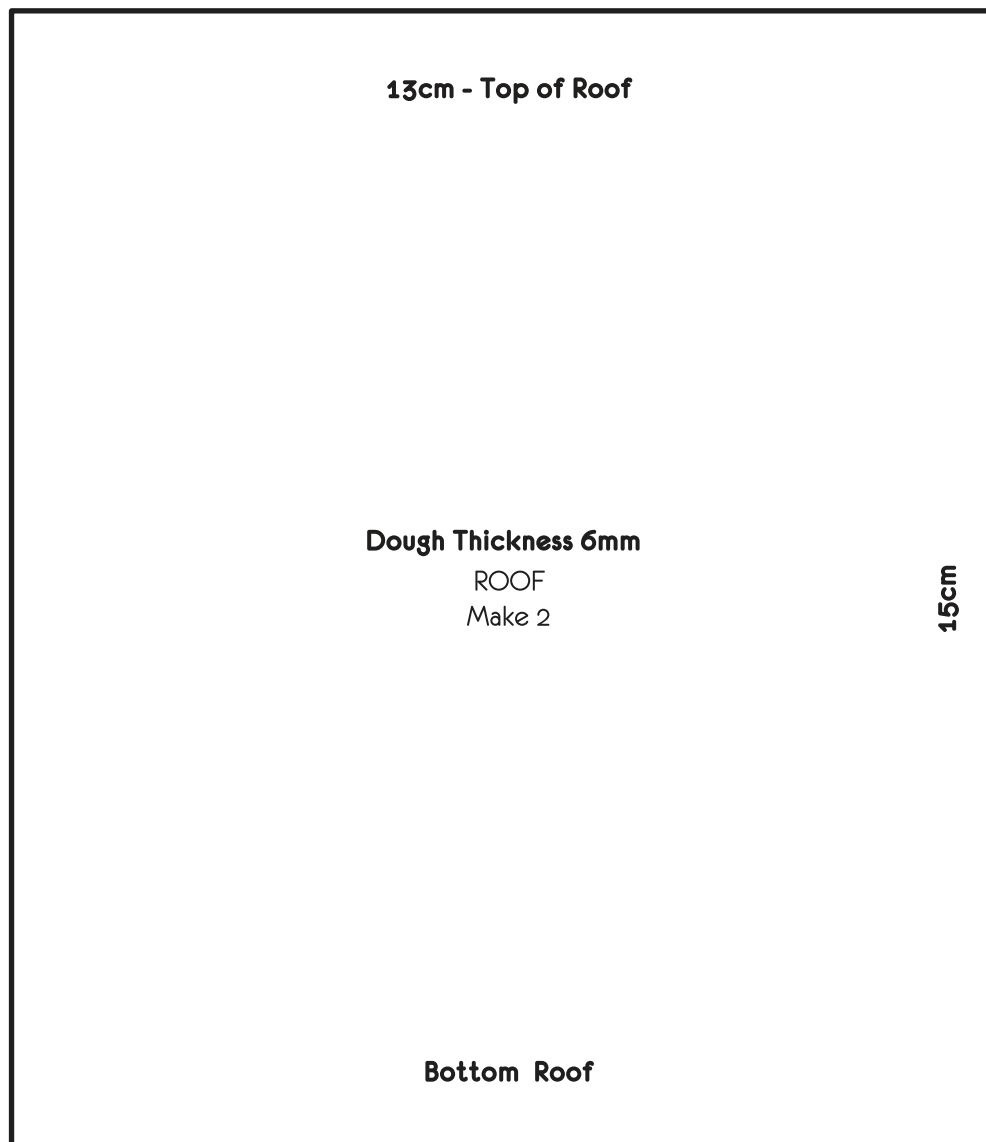 13cm - Top of Roof
Dough Thickness 6mm
ROOF
Make 2
15cm
Bottom Roof